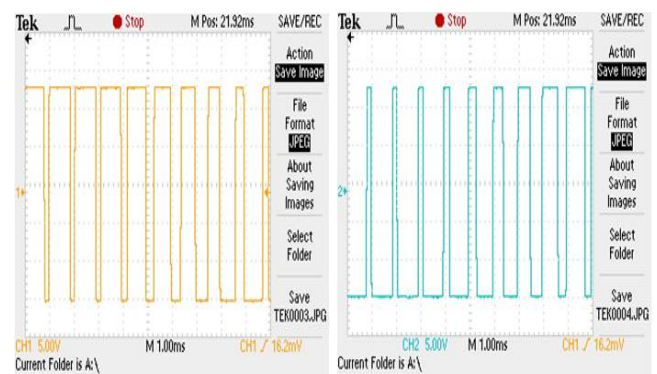 Tek Stop M Pos: 21.92ms SAVE/REC
Action
Save Image
File
Format
JPEG
About
Saving
Images
Select
Folder
Save
TEK0003.JPG
1
CH1 5.00V M 1.00ms CH1 / 16.2mV
Current Folder is A:\
Tek Stop M Pos: 21.92ms SAVE/REC
Action
Save Image
File
Format
JPEG
About
Saving
Images
Select
Folder
Save
TEK0004.JPG
2
CH2 5.00V M 1.00ms CH1 / 16.2mV
Current Folder is A:\